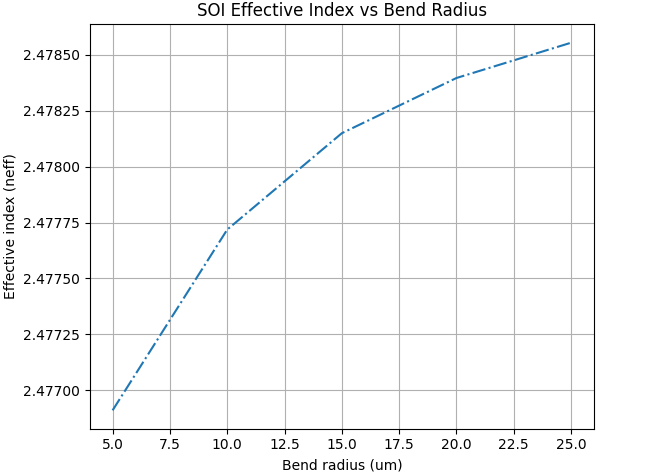 SOI Effective Index vs Bend Radius
2.47850
2.47825
2.47800
2.47775
2.47750
2.47725
2.47700
Effective index (neff)
5.0 7.5 10.0 12.5 15.0 17.5 20.0 22.5 25.0
Bend radius (um)